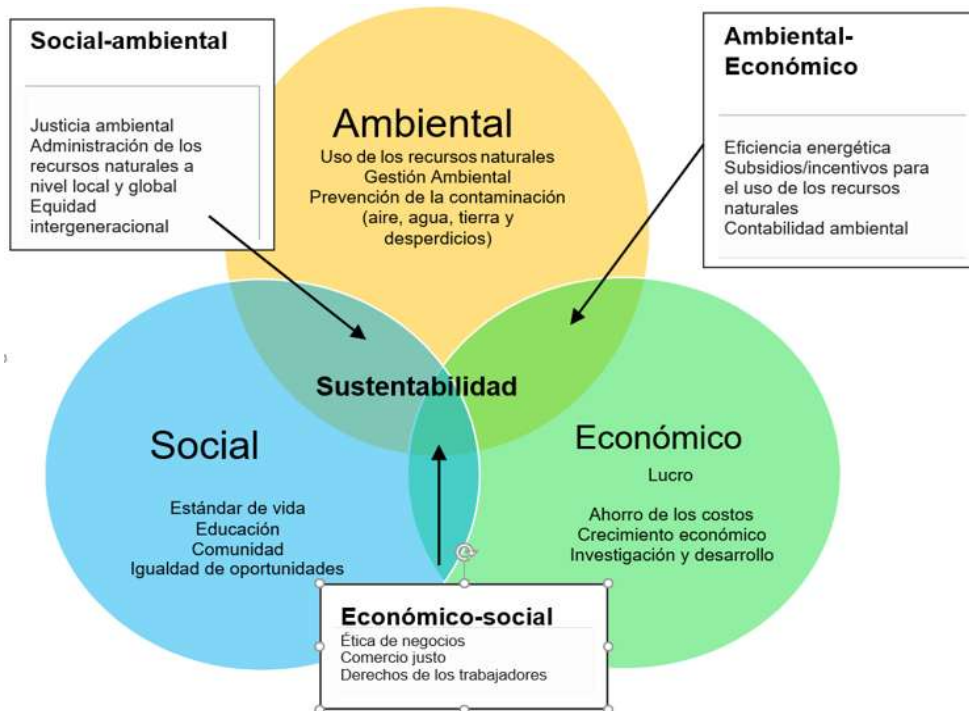 Social-ambiental
Justicia ambiental
Administración de los
recursos naturales a
nivel local y global
Equidad
intergeneracional
Ambiental
Uso de los recursos naturales
Gestión Ambiental
Prevención de la contaminación
(aire, agua, tierra y
desperdicios)
Ambiental-
Económico
Eficiencia energética
Subsidios/incentivos para
el uso de los recursos
naturales
Contabilidad ambiental
Sustentabilidad
Social
Estándar de vida
Educación
Comunidad
Igualdad de oportunidades
Económico
Lucro
Ahorro de los costos
Crecimiento económico
Investigación y desarrollo
Económico-social
Ética de negocios
Comercio justo
Derechos de los trabajadores